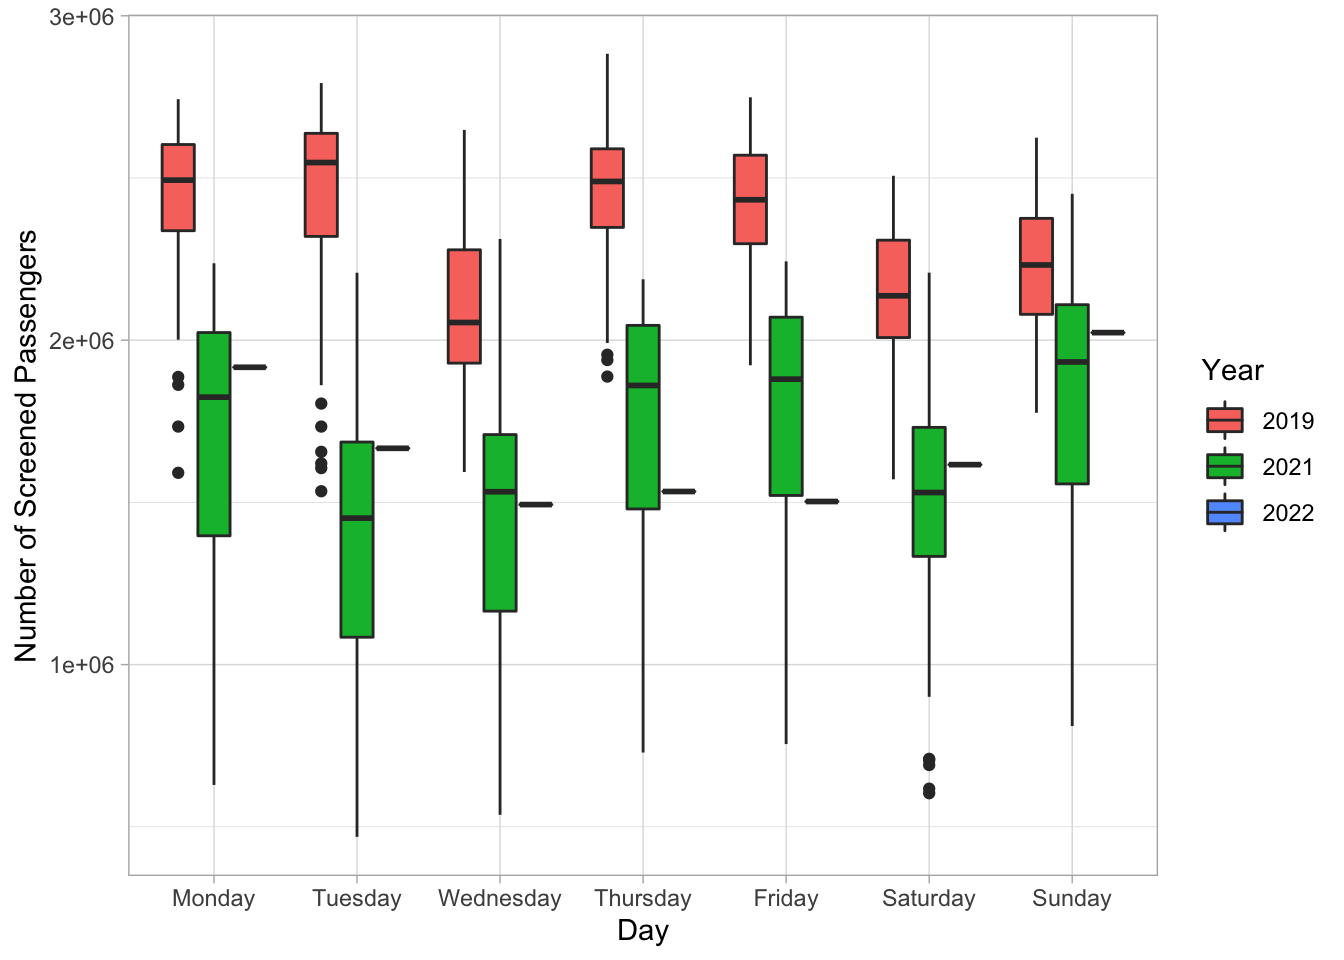 Number of Screened Passengers
3e+06
2e+06
1e+06
Monday Tuesday Wednesday Thursday Friday Saturday Sunday
Day
Year
2019
2021
2022